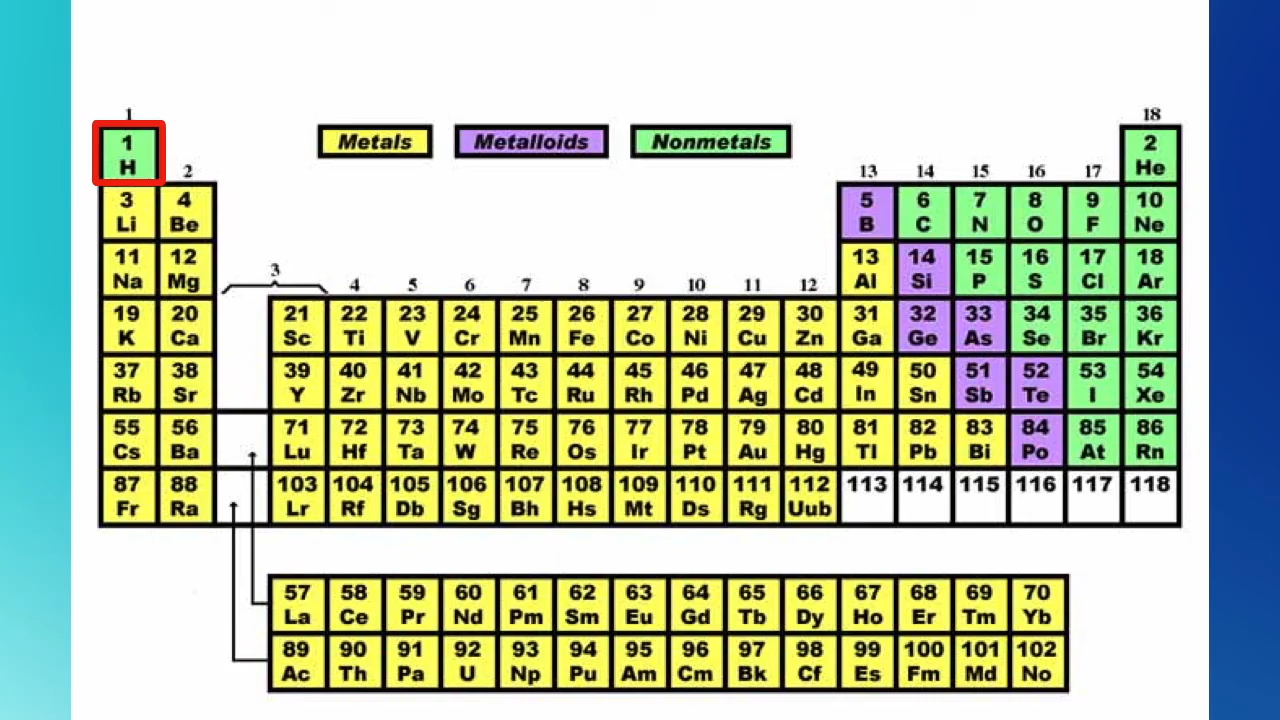 1 18
1 Metals Metalloids Nonmetals 2
H 2 13 14 15 16 17 He
3 4 5 6 7 8 9 10
Li Be B C N O F Ne
11 12 13 14 15 16 17 18
Na Mg 3 4 5 6 7 8 9 10 11 12 Al Si P S Cl Ar
19 20 21 22 23 24 25 26 27 28 29 30 31 32 33 34 35 36
K Ca Sc Ti V Cr Mn Fe Co Ni Cu Zn Ga Ge As Se Br Kr
37 38 39 40 41 42 43 44 45 46 47 48 49 50 51 52 53 54
Rb Sr Y Zr Nb Mo Tc Ru Rh Pd Ag Cd In Sn Sb Te I Xe
55 56 71 72 73 74 75 76 77 78 79 80 81 82 83 84 85 86
Cs Ba Lu Hf Ta W Re Os Ir Pt Au Hg Tl Pb Bi Po At Rn
87 88 103 104 105 106 107 108 109 110 111 112 113 114 115 116 117 118
Fr Ra Lr Rf Db Sg Bh Hs Mt Ds Rg Uub
57 58 59 60 61 62 63 64 65 66 67 68 69 70
La Ce Pr Nd Pm Sm Eu Gd Tb Dy Ho Er Tm Yb
89 90 91 92 93 94 95 96 97 98 99 100 101 102
Ac Th Pa U Np Pu Am Cm Bk Cf Es Fm Md No